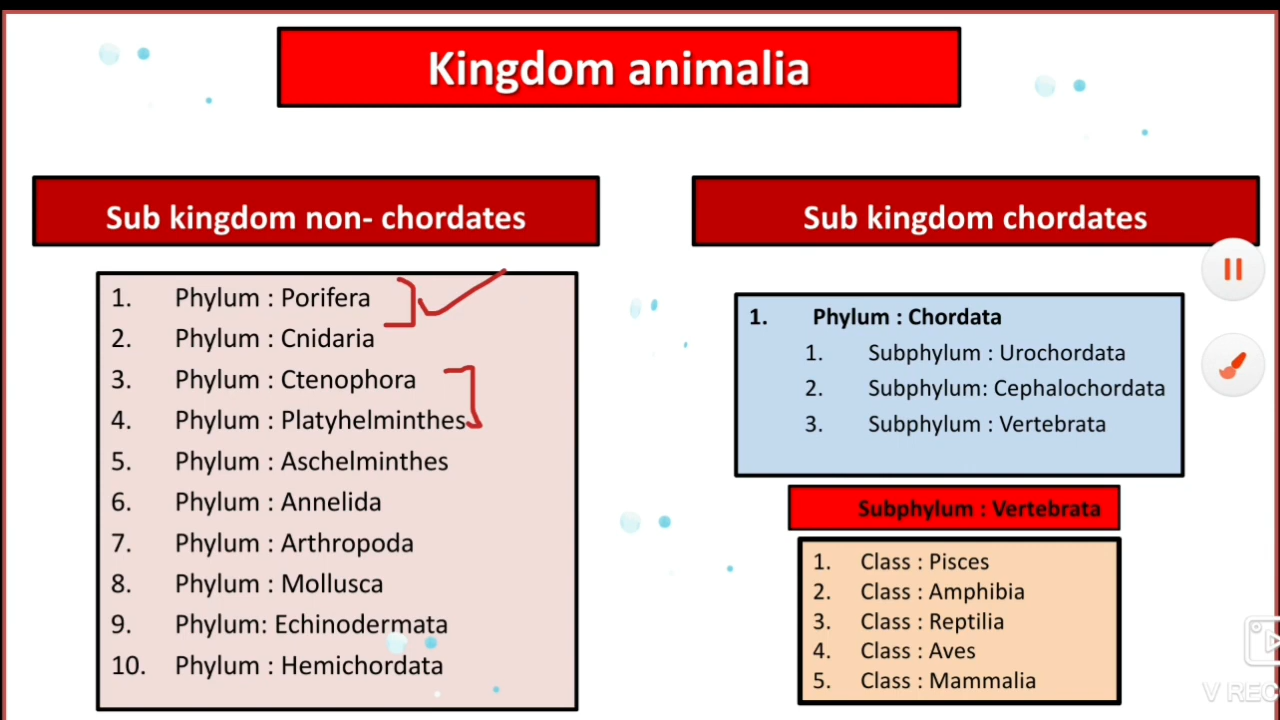 Kingdom animalia
Sub kingdom non- chordates
1. Phylum : Porifera
2. Phylum : Cnidaria
3. Phylum : Ctenophora
4. Phylum : Platyhelminthes
5. Phylum : Aschelminthes
6. Phylum : Annelida
7. Phylum : Arthropoda
8. Phylum : Mollusca
9. Phylum: Echinodermata
10. Phylum : Hemichordata
Sub kingdom chordates
1. Phylum : Chordata
1. Subphylum : Urochordata
2. Subphylum: Cephalochordata
3. Subphylum : Vertebrata
Subphylum : Vertebrata
1. Class : Pisces
2. Class : Amphibia
3. Class : Reptilia
4. Class : Aves
5. Class : Mammalia
V REC